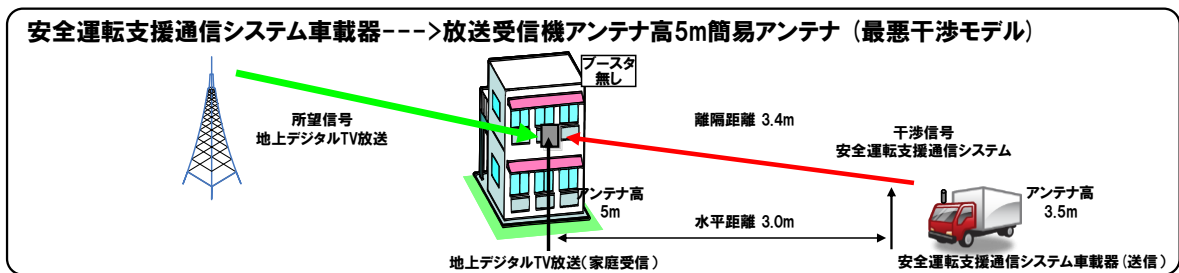 安全運転支援通信システム車載器--->放送受信機アンテナ高5m簡易アンテナ (最悪干渉モデル)
ブースタ
無し
所望信号
地上デジタルTV放送
離隔距離 3.4m
干渉信号
安全運転支援通信システム
アンテナ高
5m
アンテナ高
3.5m
水平距離 3.0m
地上デジタルTV放送(家庭受信)
安全運転支援通信システム車載器(送信)